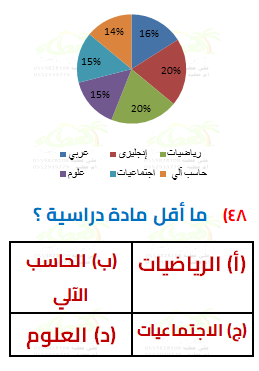 16%
20%
20%
15%
15%
14%
عربي إنجليزى رياضيات
علوم اجتماعيات حاسب آلي
٤٨) ما أقل مادة دراسية ؟
(أ) الرياضيات
(ب) الحاسب الآلي
(ج) الاجتماعيات
(د) العلوم